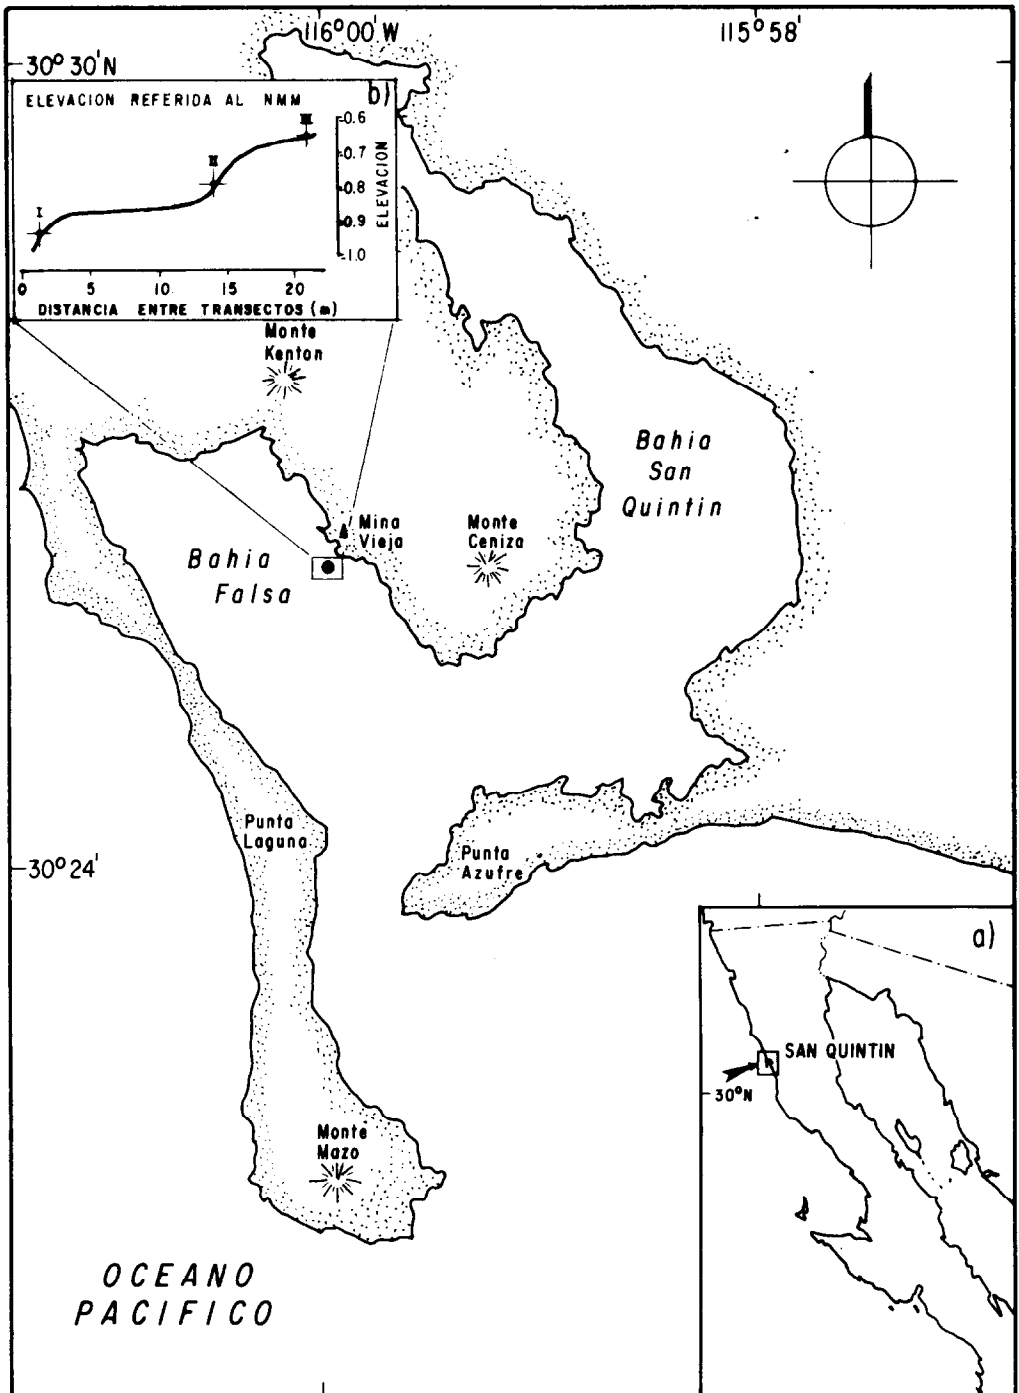 116°00'W
115°58'
30°30'N
b)
ELEVACION REFERIDA AL NMM
III
II
I
-0.6
-0.7
-0.8
-0.9
-1.0
ELEVACION
0 5 10 15 20
DISTANCIA ENTRE TRANSECTOS (m)
Monte
Kenton
Bahia
San
Quintin
Mina
Vieja
Monte
Ceniza
Bahia
Falsa
Punta
Laguna
Punta
Azufre
30°24'
a)
SAN QUINTIN
30°N
Monte
Mazo
OCEANO
PACIFICO